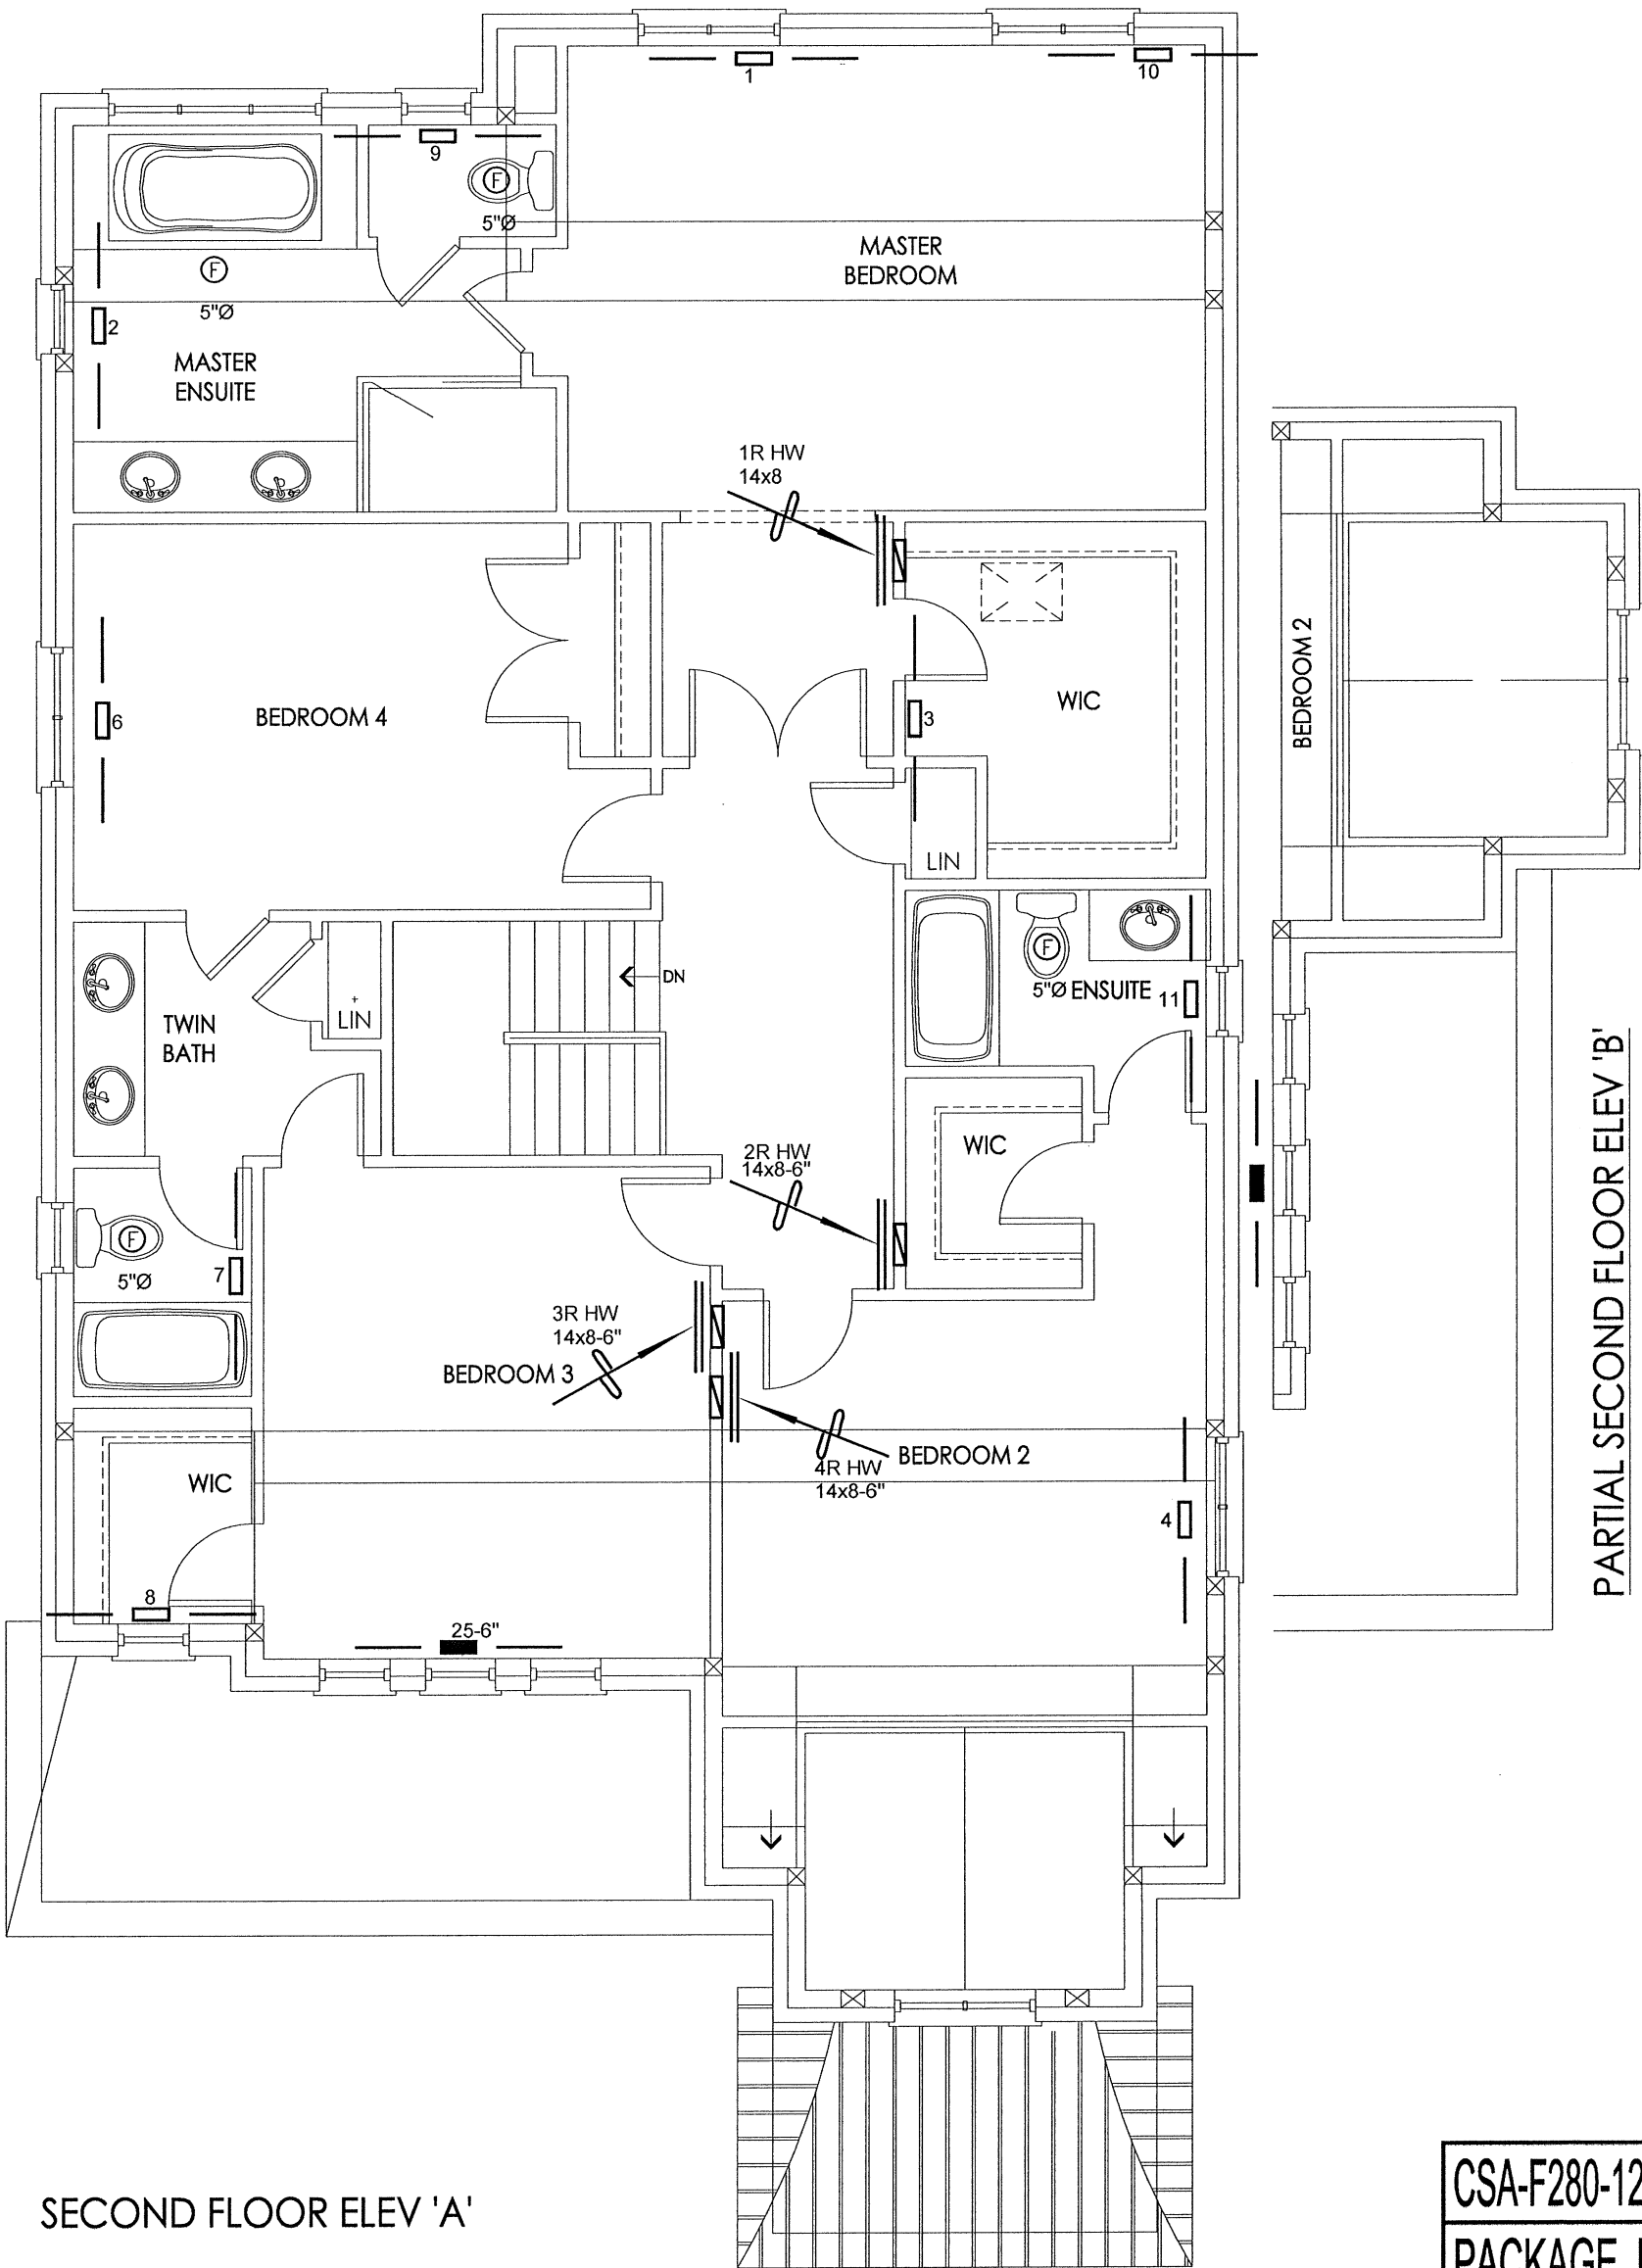 1
10
9
F
5"Ø
MASTER
BEDROOM
F
5"Ø
2
MASTER
ENSUITE
1R HW
14x8
6
BEDROOM 4
3
WIC
BEDROOM 2
LIN
DN
F
5"Ø ENSUITE
11
LIN
TWIN
BATH
WIC
2R HW
14x8-6"
F
5"Ø
7
3R HW
14x8-6"
BEDROOM 3
BEDROOM 2
4R HW
14x8-6"
WIC
4
8
25-6"
PARTIAL SECOND FLOOR ELEV 'B'
SECOND FLOOR ELEV 'A'
CSA-F280-12
PACKAGE